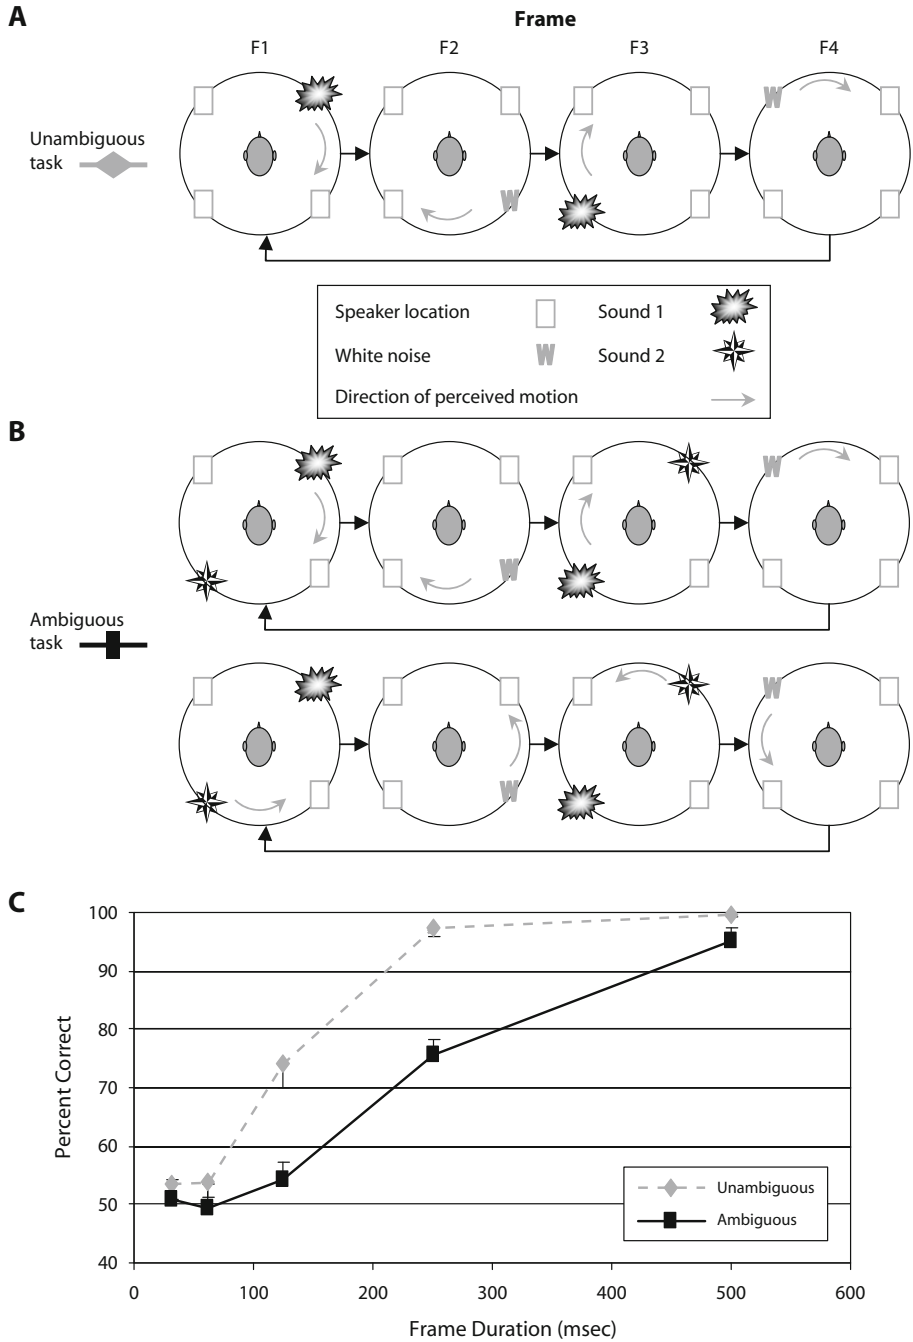 A
Frame
F1 F2 F3 F4
Unambiguous
task
W W
Speaker location Sound 1
White noise W Sound 2
Direction of perceived motion
B
W W
Ambiguous
task
W W
C
100
90
80
70
60
50
40
Percent Correct
Unambiguous
Ambiguous
0 100 200 300 400 500 600
Frame Duration (msec)